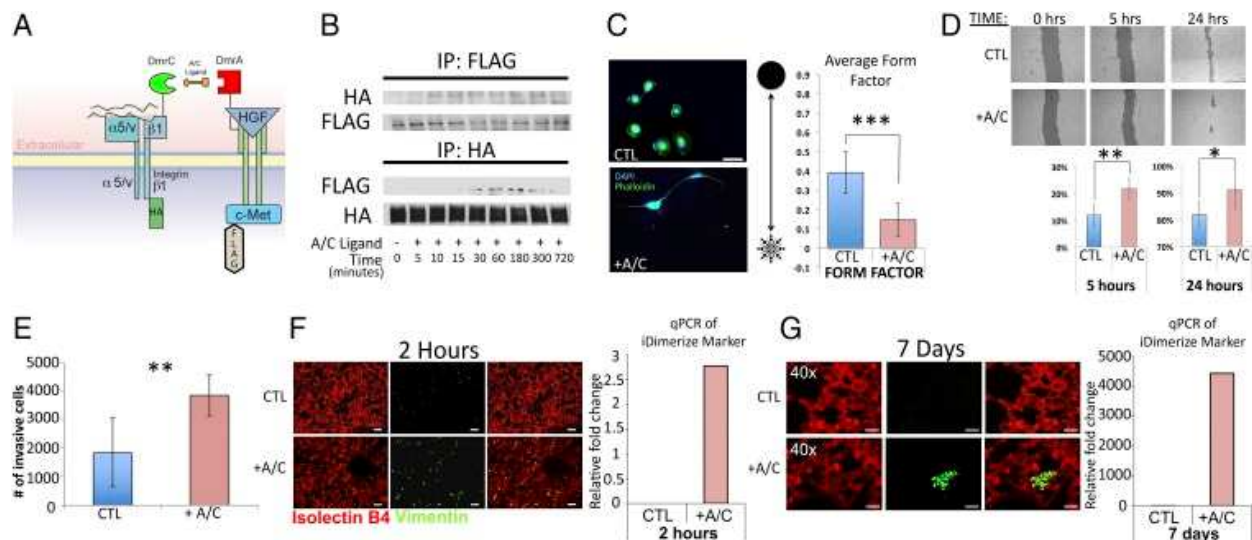 A
DmrC
A/C
Ligand
DmrA
α5/v
β1
HGF
Extracellular
α 5/v
Integrin
β1
HA
c-Met
FLAG
B
IP: FLAG
HA
FLAG
IP: HA
FLAG
HA
A/C Ligand - + + + + + + + +
Time 0 5 10 15 30 60 180 300 720
(minutes)
C
CTL
DAPI
Phalloidin
+A/C
Average Form
Factor
0.9
0.8
0.7
0.6
0.5
0.4
0.3
0.2
0.1
0
-0.1
***
CTL +A/C
FORM FACTOR
D
TIME: 0 hrs 5 hrs 24 hrs
CTL
+A/C
30%
20%
10%
0%
**
CTL +A/C
5 hours
100%
90%
80%
70%
*
CTL +A/C
24 hours
E
# of invasive cells
5000
4000
3000
2000
1000
0
**
CTL + A/C
F
2 Hours
CTL
+A/C
Isolectin B4 Vimentin
qPCR of
iDimerize Marker
Relative fold change
3
2.5
2
1.5
1
0.5
0
CTL +A/C
2 hours
G
7 Days
CTL
40x
+A/C
40x
qPCR of
iDimerize Marker
Relative fold change
5000
4000
3000
2000
1000
0
CTL +A/C
7 days